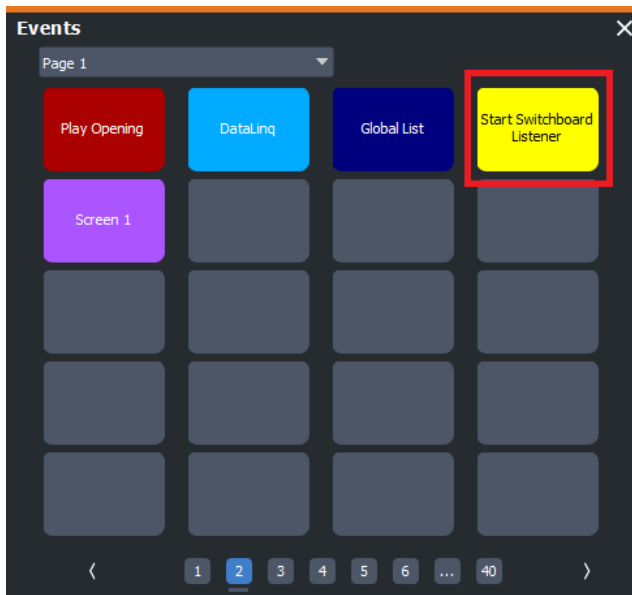 Events
Page 1
Play Opening
DataLinq
Global List
Start Switchboard
Listener
Screen 1
1 2 3 4 5 6 ... 40